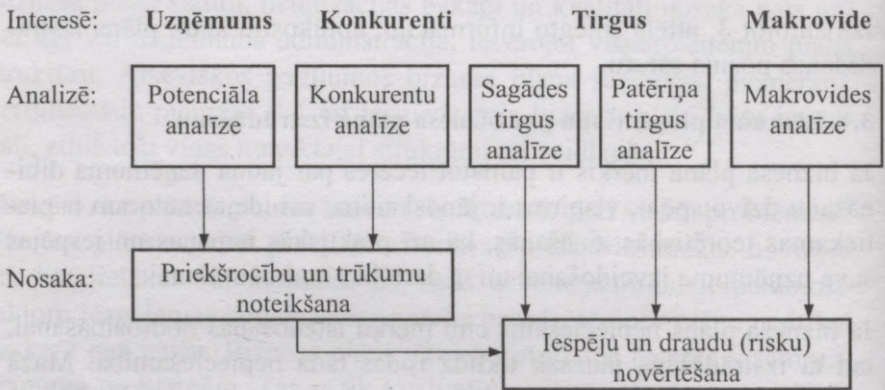 Interesē: Uzņēmums Konkurenti Tirgus Makrovide
Analizē: Potenciāla analīze Konkurentu analīze Sagādes tirgus analīze Patēriņa tirgus analīze Makrovides analīze
Nosaka: Priekšrocību un trūkumu
noteikšana
Iespēju un draudu (risku)
novērtēšana